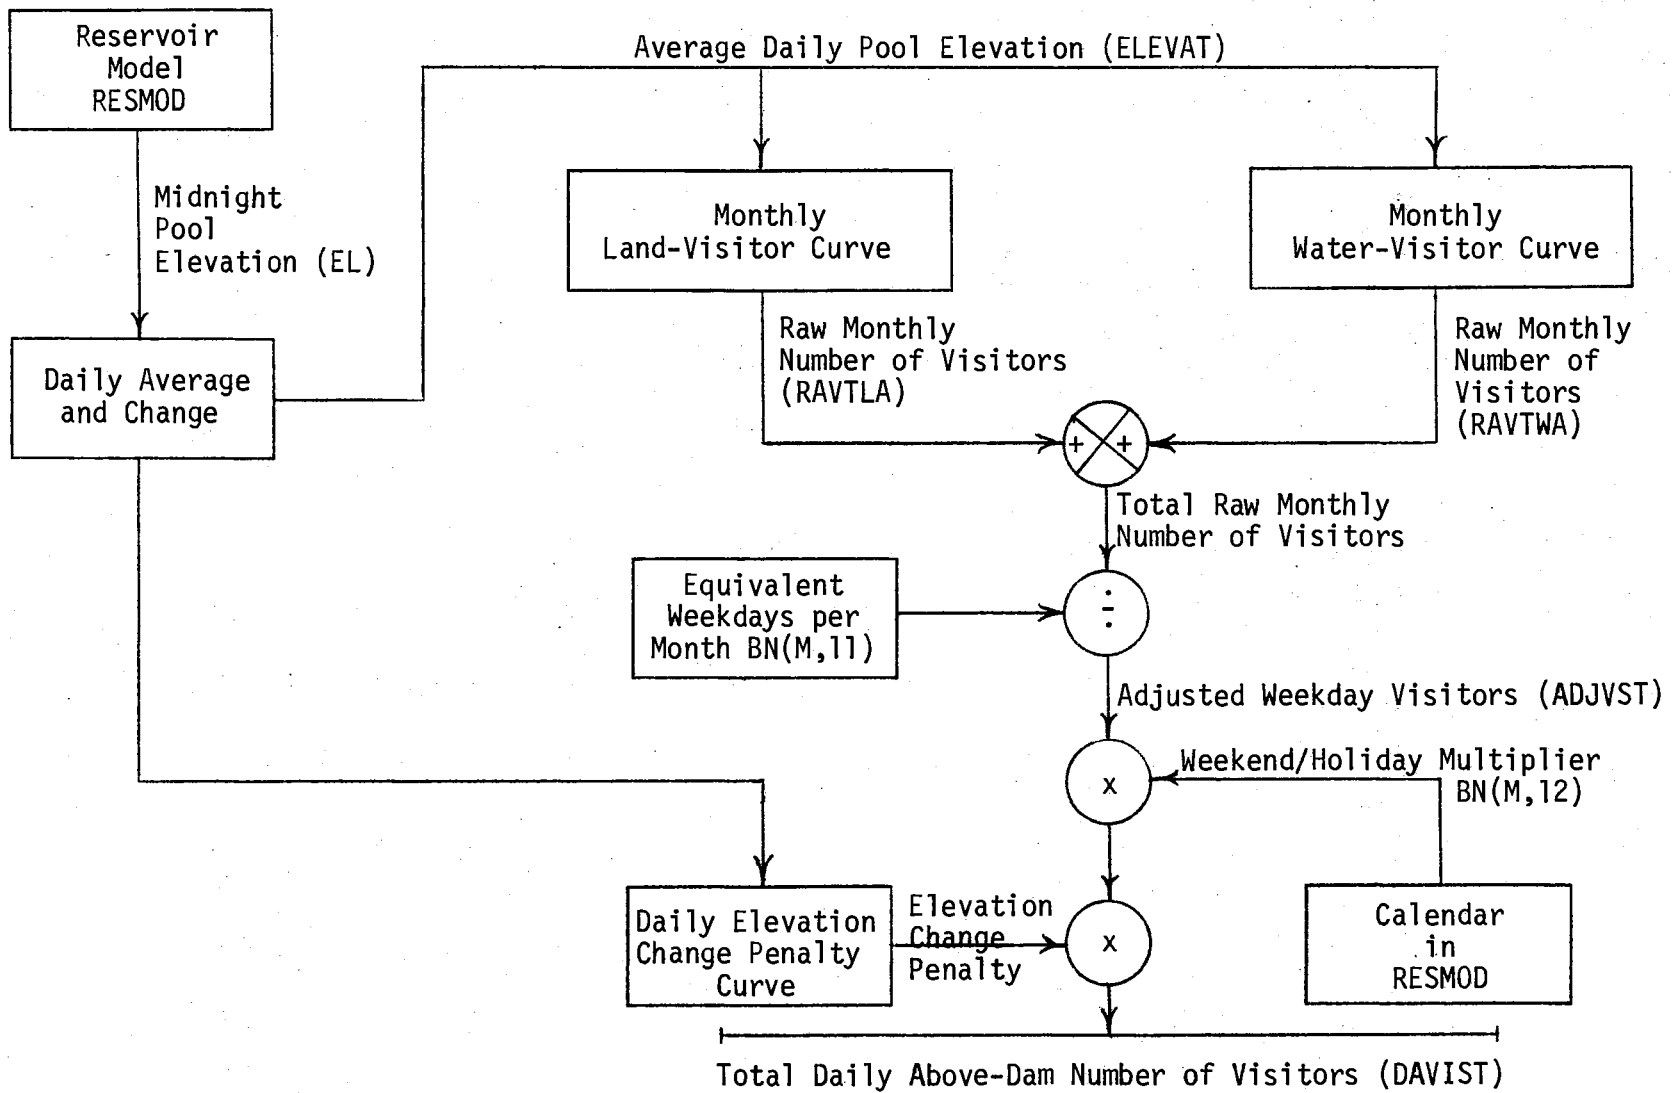 Reservoir
Model
RESMOD
Average Daily Pool Elevation (ELEVAT)
Midnight
Pool
Elevation (EL)
Monthly
Land-Visitor Curve
Monthly
Water-Visitor Curve
Daily Average
and Change
Raw Monthly
Number of Visitors
(RAVTLA)
Raw Monthly
Number of
Visitors
(RAVTWA)
+ +
Total Raw Monthly
Number of Visitors
Equivalent
Weekdays per
Month BN(M,11)
÷
Adjusted Weekday Visitors (ADJVST)
Weekend/Holiday Multiplier
BN(M,12)
x
Daily Elevation
Change Penalty
Curve
Elevation
Change
Penalty
x
Calendar
in
RESMOD
Total Daily Above-Dam Number of Visitors (DAVIST)